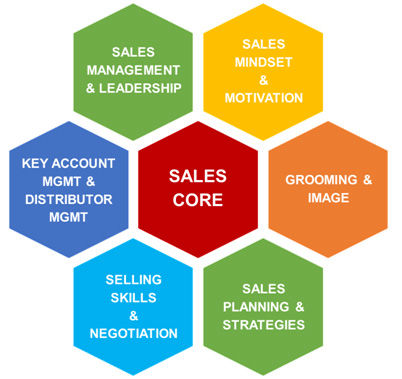 SALES
MANAGEMENT
& LEADERSHIP
SALES
MINDSET
&
MOTIVATION
KEY ACCOUNT
MGMT &
DISTRIBUTOR
MGMT
SALES
CORE
GROOMING &
IMAGE
SELLING
SKILLS
&
NEGOTIATION
SALES
PLANNING &
STRATEGIES